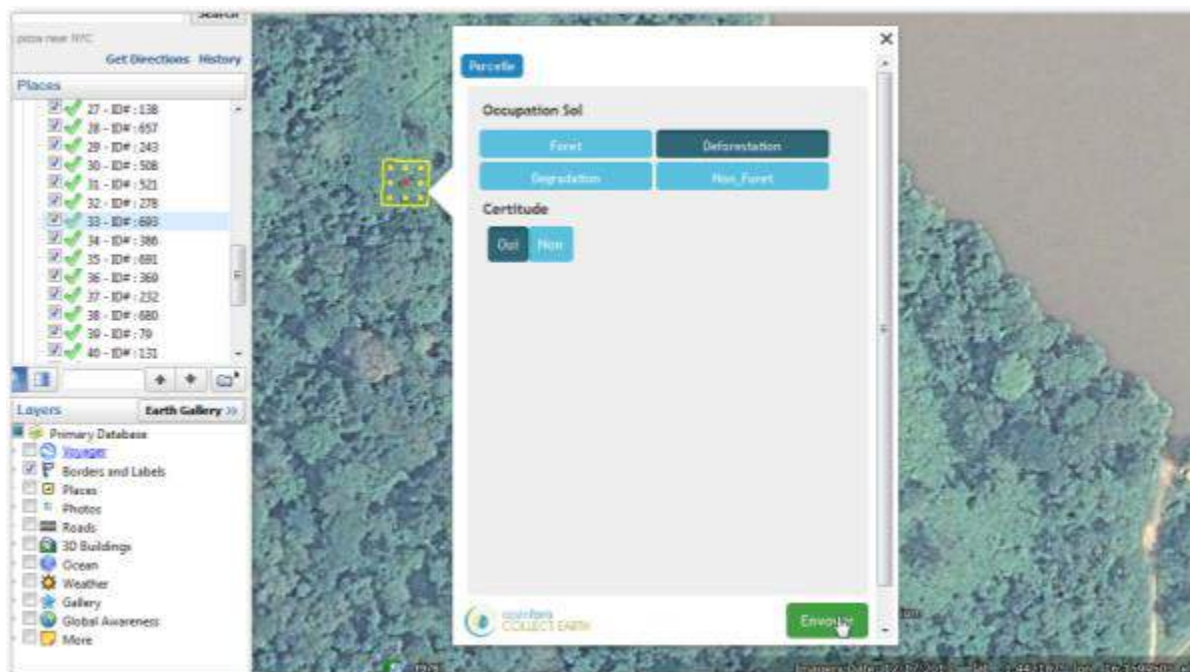 Search
pizza near NYC
Get Directions History
Places
27 - ID# : 138
28 - ID# : 657
29 - ID# : 243
30 - ID# : 508
31 - ID# : 521
32 - ID# : 278
33 - ID# : 693
34 - ID# : 386
35 - ID# : 691
36 - ID# : 369
37 - ID# : 232
38 - ID# : 680
39 - ID# : 79
40 - ID# : 131
Layers
Earth Gallery »
Primary Database
Voyager
Borders and Labels
Places
Photos
Roads
3D Buildings
Ocean
Weather
Gallery
Global Awareness
More
Parcelle
Occupation Sol
Foret Deforestation
Degradation Non_Foret
Certitude
Oui Non
openforis
COLLECT EARTH
Envoyer